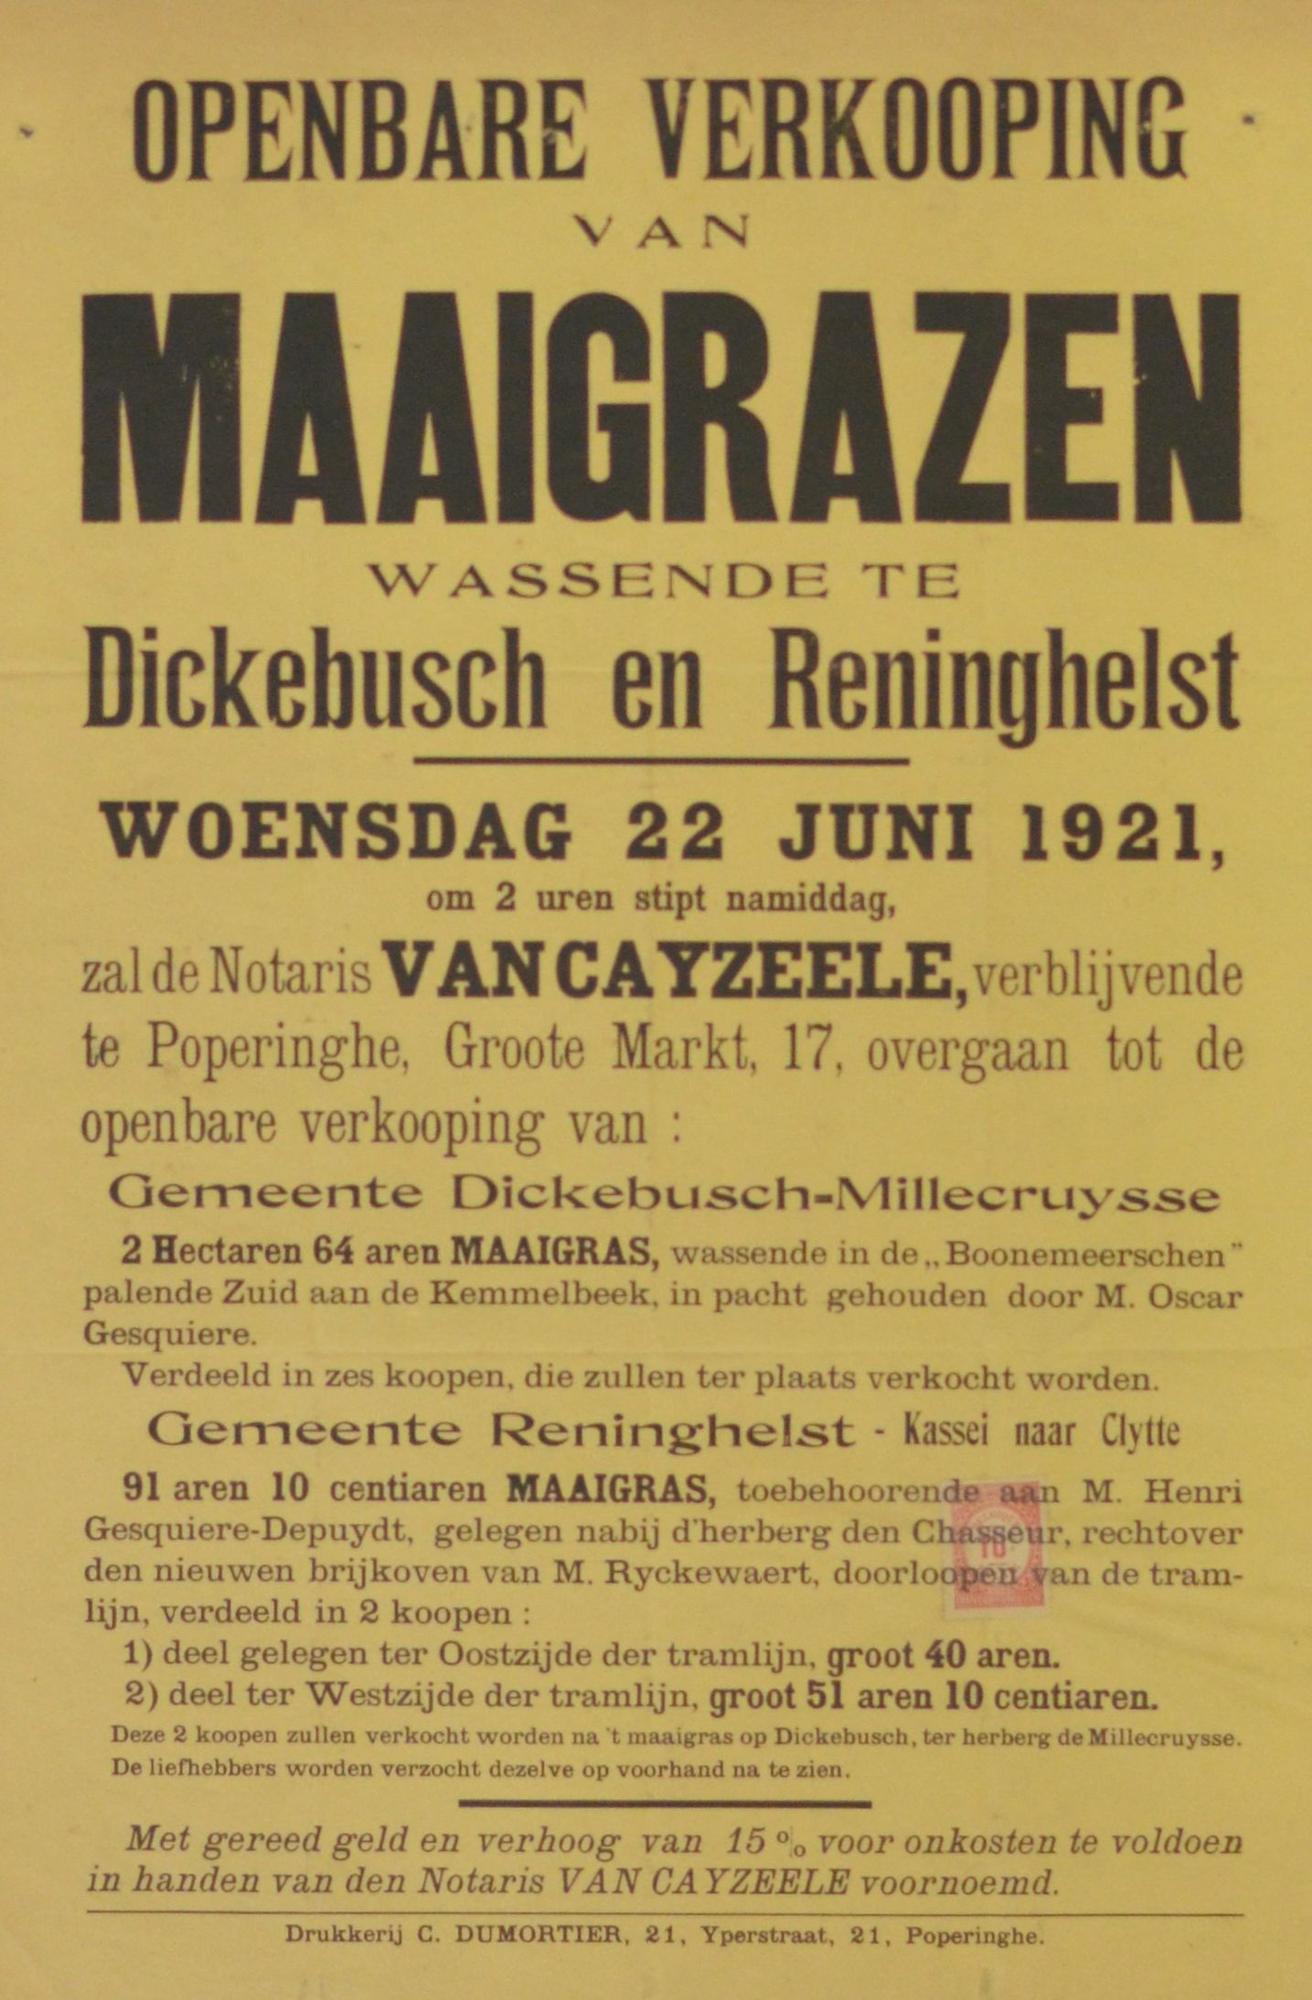 OPENBARE VERKOOPING
VAN
MAAIGRAZEN
WASSENDE TE
Dickebusch en Reninghelst
WOENSDAG 22 JUNI 1921,
om 2 uren stipt namiddag,
zal de Notaris VAN CAYZEELE, verblijvende
te Poperinghe, Groote Markt, 17, overgaan tot de
openbare verkooping van :
Gemeente Dickebusch-Millecruysse
2 Hectaren 64 aren MAAIGRAS, wassende in de „Boonemeerschen"
palende Zuid aan de Kemmelbeek, in pacht gehouden door M. Oscar
Gesquiere.
Verdeeld in zes koopen, die zullen ter plaats verkocht worden.
Gemeente Reninghelst - Kassei naar Clytte
91 aren 10 centiaren MAAIGRAS, toebehoorende aan M. Henri
Gesquiere-Depuydt, gelegen nabij d'herberg den Chasseur, rechtover
den nieuwen brijkoven van M. Ryckewaert, doorloopen van de tram-
lijn, verdeeld in 2 koopen :
1) deel gelegen ter Oostzijde der tramlijn, groot 40 aren.
2) deel ter Westzijde der tramlijn, groot 51 aren 10 centiaren.
Deze 2 koopen zullen verkocht worden na 't maaigras op Dickebusch, ter herberg de Millecruysse.
De liefhebbers worden verzocht dezelve op voorhand na te zien.
Met gereed geld en verhoog van 15 % voor onkosten te voldoen
in handen van den Notaris VAN CAYZEELE voornoemd.
Drukkerij C. DUMORTIER, 21, Yperstraat, 21, Poperinghe.
10